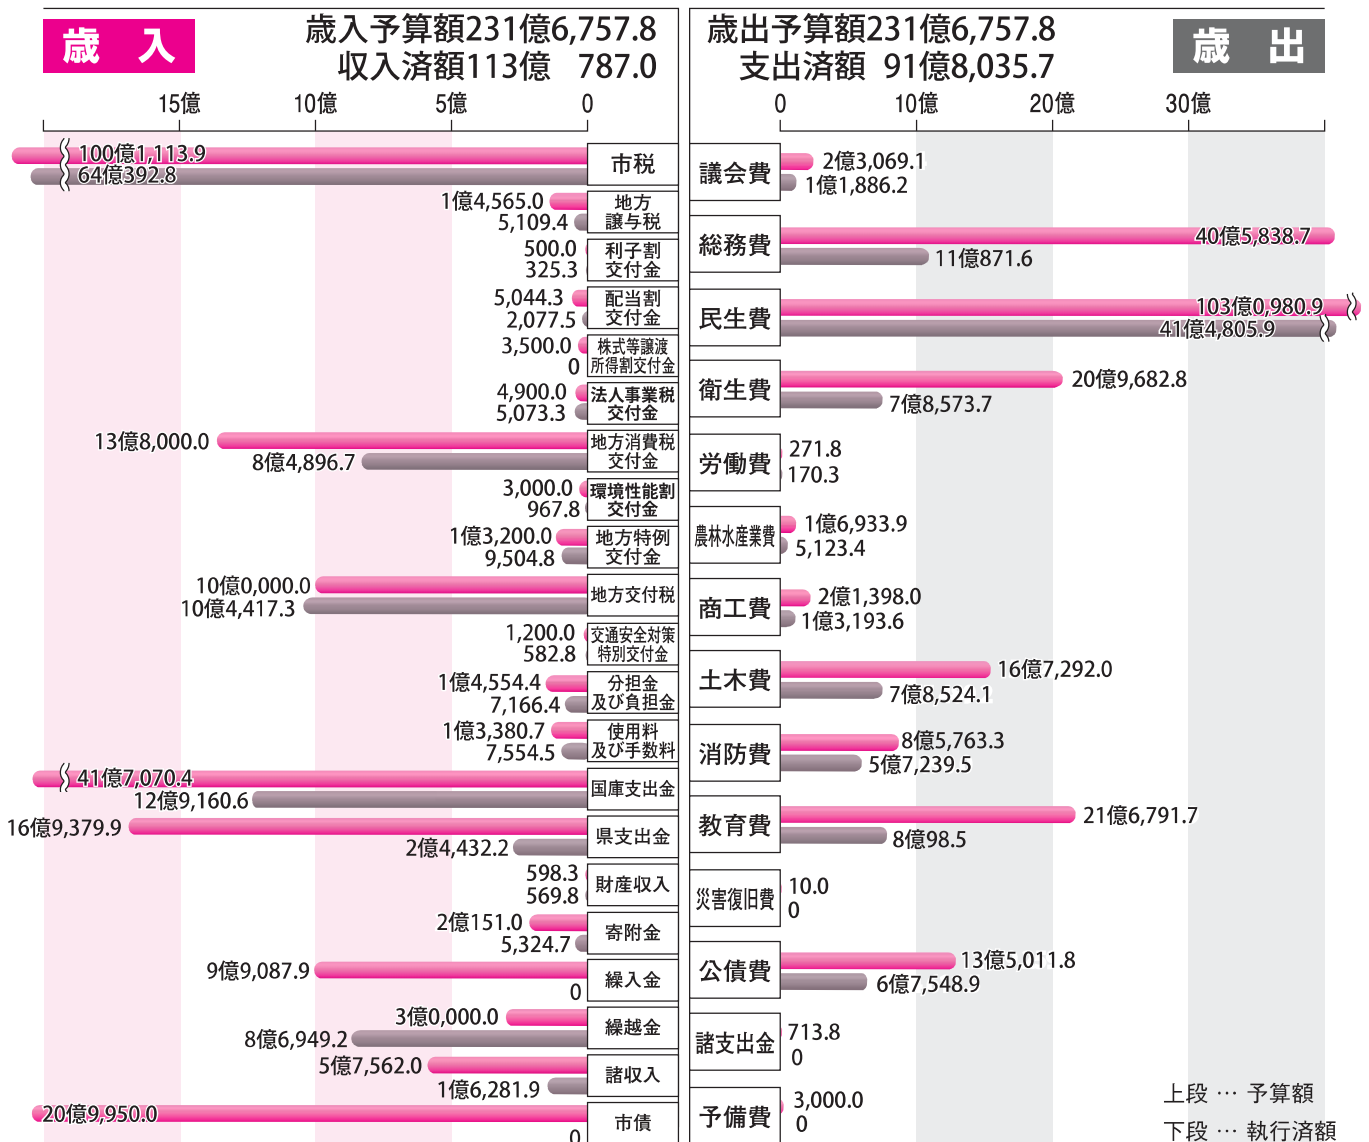 歳入
歳入予算額231億6,757.8
収入済額113億 787.0
15億 10億 5億 0
100億1,113.9
64億392.8
市税
1億4,565.0
5,109.4
地方
譲与税
500.0
325.3
利子割
交付金
5,044.3
2,077.5
配当割
交付金
3,500.0
0
株式等譲渡
所得割交付金
4,900.0
5,073.3
法人事業税
交付金
13億8,000.0
8億4,896.7
地方消費税
交付金
3,000.0
967.8
環境性能割
交付金
1億3,200.0
9,504.8
地方特例
交付金
10億0,000.0
10億4,417.3
地方交付税
1,200.0
582.8
交通安全対策
特別交付金
1億4,554.4
7,166.4
分担金
及び負担金
1億3,380.7
7,554.5
使用料
及び手数料
41億7,070.4
12億9,160.6
国庫支出金
16億9,379.9
2億4,432.2
県支出金
598.3
569.8
財産収入
2億151.0
5,324.7
寄附金
9億9,087.9
0
繰入金
3億0,000.0
8億6,949.2
繰越金
5億7,562.0
1億6,281.9
諸収入
20億9,950.0
0
市債
歳出予算額231億6,757.8
支出済額 91億8,035.7
歳出
0 10億 20億 30億
議会費
2億3,069.1
1億1,886.2
総務費
40億5,838.7
11億871.6
民生費
103億0,980.9
41億4,805.9
衛生費
20億9,682.8
7億8,573.7
労働費
271.8
170.3
農林水産業費
1億6,933.9
5,123.4
商工費
2億1,398.0
1億3,193.6
土木費
16億7,292.0
7億8,524.1
消防費
8億5,763.3
5億7,239.5
教育費
21億6,791.7
8億98.5
災害復旧費
10.0
0
公債費
13億5,011.8
6億7,548.9
諸支出金
713.8
0
予備費
3,000.0
0
上段 … 予算額
下段 … 執行済額